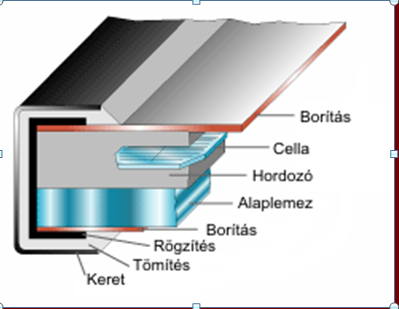 Borítás
Cella
Hordozó
Alaplemez
Borítás
Rögzítés
Tömítés
Keret